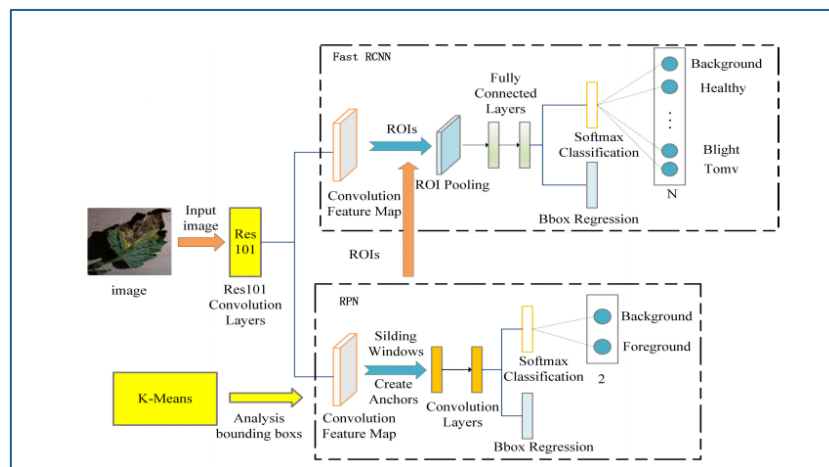 Fast RCNN
Background
Fully
Connected
Layers
Healthy
ROIs
...
Softmax
Classification
Blight
Tomv
Convolution
Feature Map
ROI Pooling
N
Bbox Regression
Input
image
Res
101
ROIs
image
Res101
Convolution
Layers
RPN
Background
Silding
Windows
Foreground
Softmax
Classification
2
Create
Anchors
K-Means
Analysis
bounding boxs
Convolution
Feature Map
Convolution
Layers
Bbox Regression